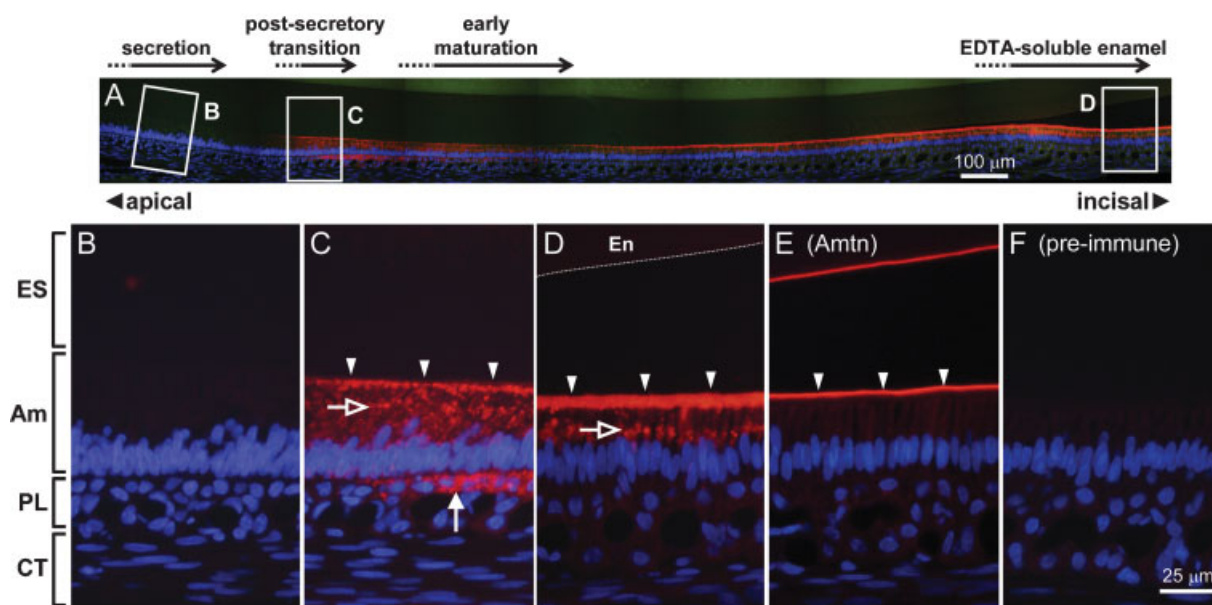 post-secretory early
secretion transition maturation EDTA-soluble enamel
A B C D
100 μm
◀apical incisal▶
B C D En E (Amtn) F (pre-immune)
ES
Am
PL
CT
25 μm